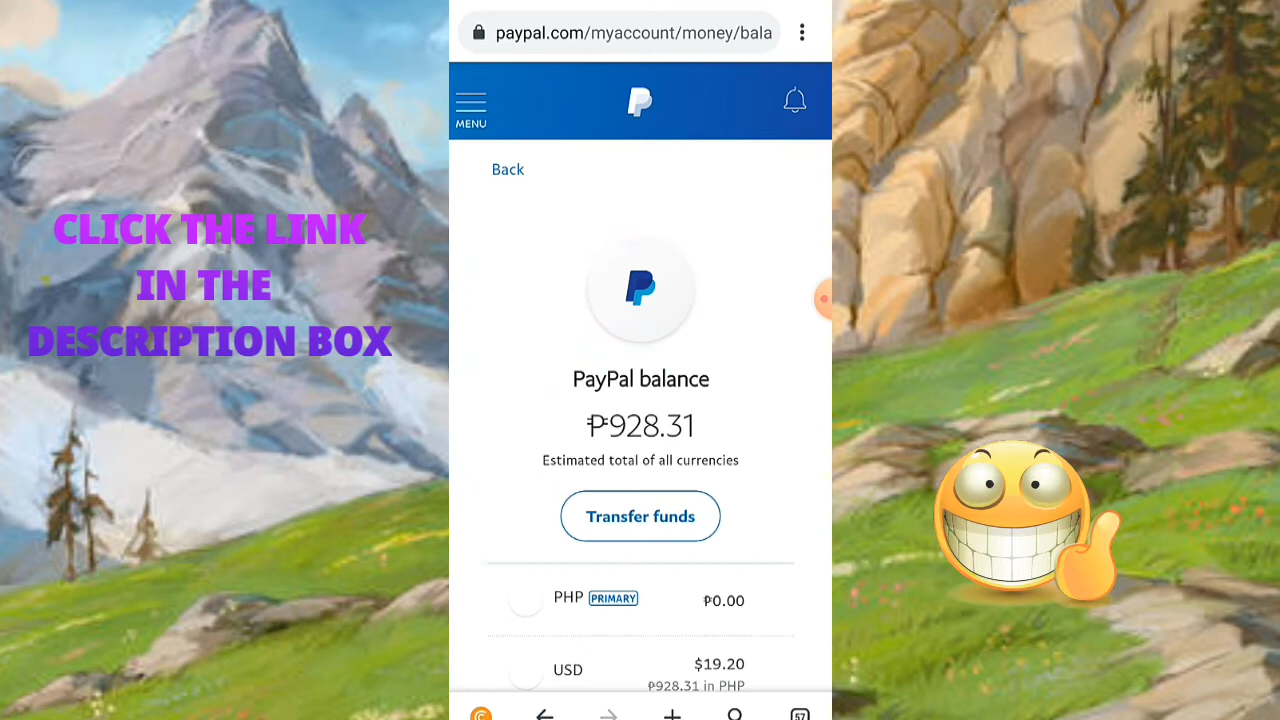 paypal.com/myaccount/money/bala
MENU
Back
CLICK THE LINK
IN THE
DESCRIPTION BOX
PayPal balance
₱928.31
Estimated total of all currencies
Transfer funds
PHP PRIMARY ₱0.00
USD $19.20
₱928.31 in PHP
57